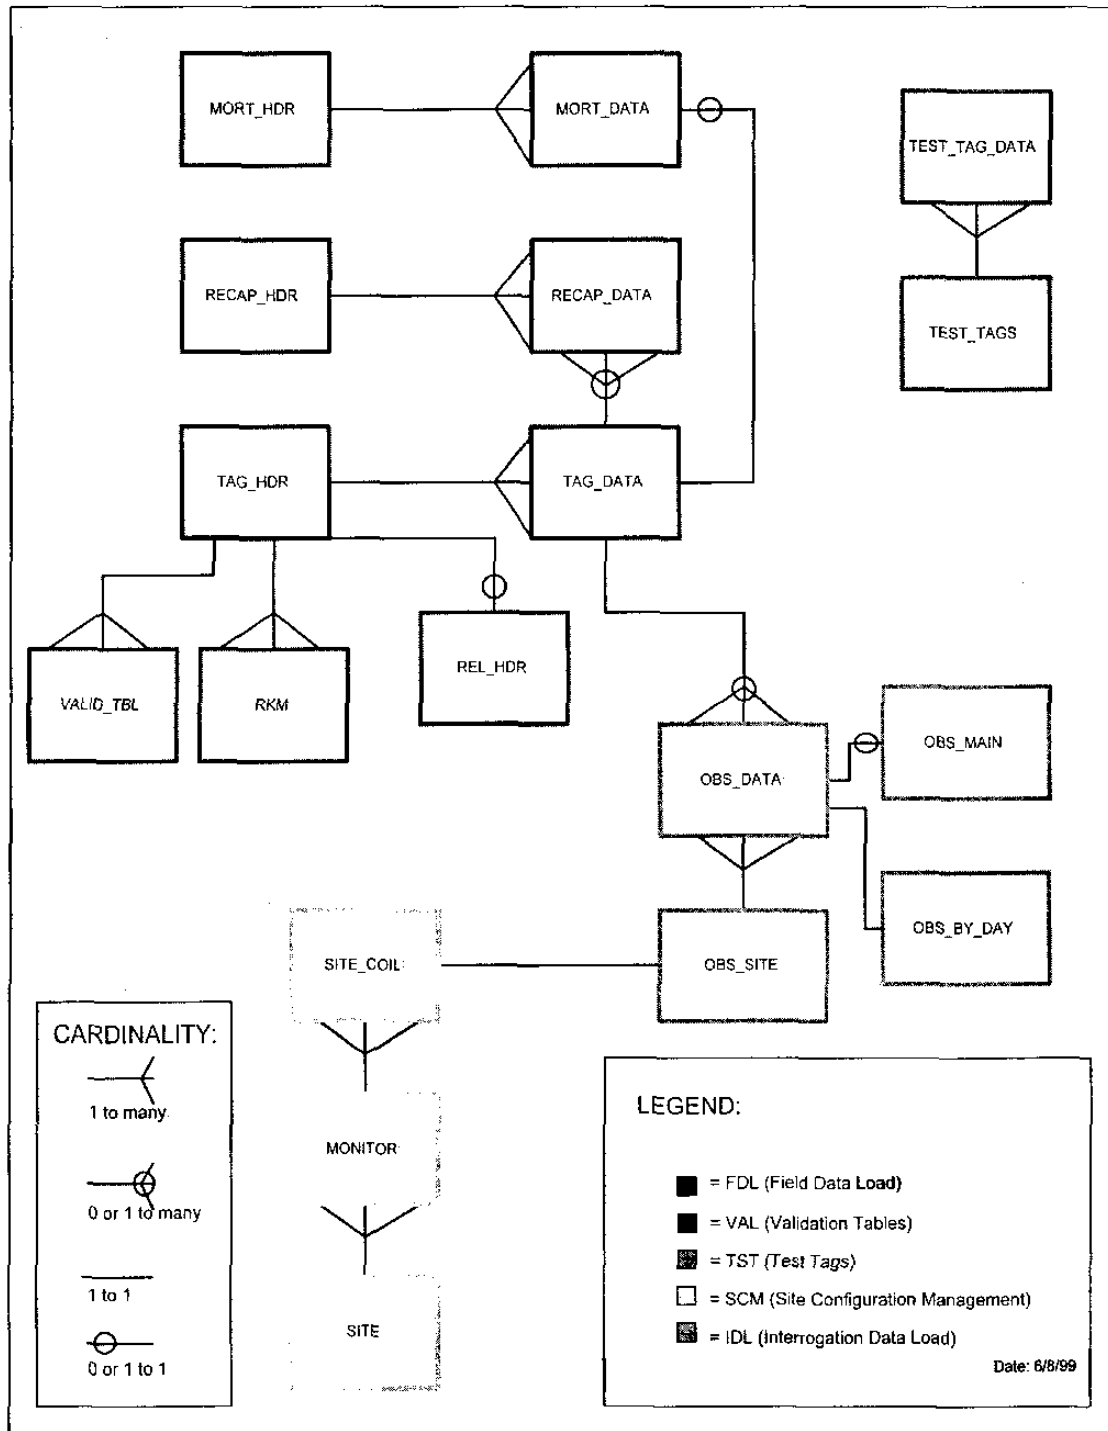 MORT_HDR
MORT_DATA
TEST_TAG_DATA
RECAP_HDR
RECAP_DATA
TEST_TAGS
TAG_HDR
TAG_DATA
VALID_TBL
RKM
REL_HDR
OBS_DATA
OBS_MAIN
OBS_BY_DAY
SITE_COIL
OBS_SITE
MONITOR
SITE
CARDINALITY:
1 to many
0 or 1 to many
1 to 1
0 or 1 to 1
LEGEND:
= FDL (Field Data Load)
= VAL (Validation Tables)
= TST (Test Tags)
= SCM (Site Configuration Management)
= IDL (Interrogation Data Load)
Date: 6/8/99